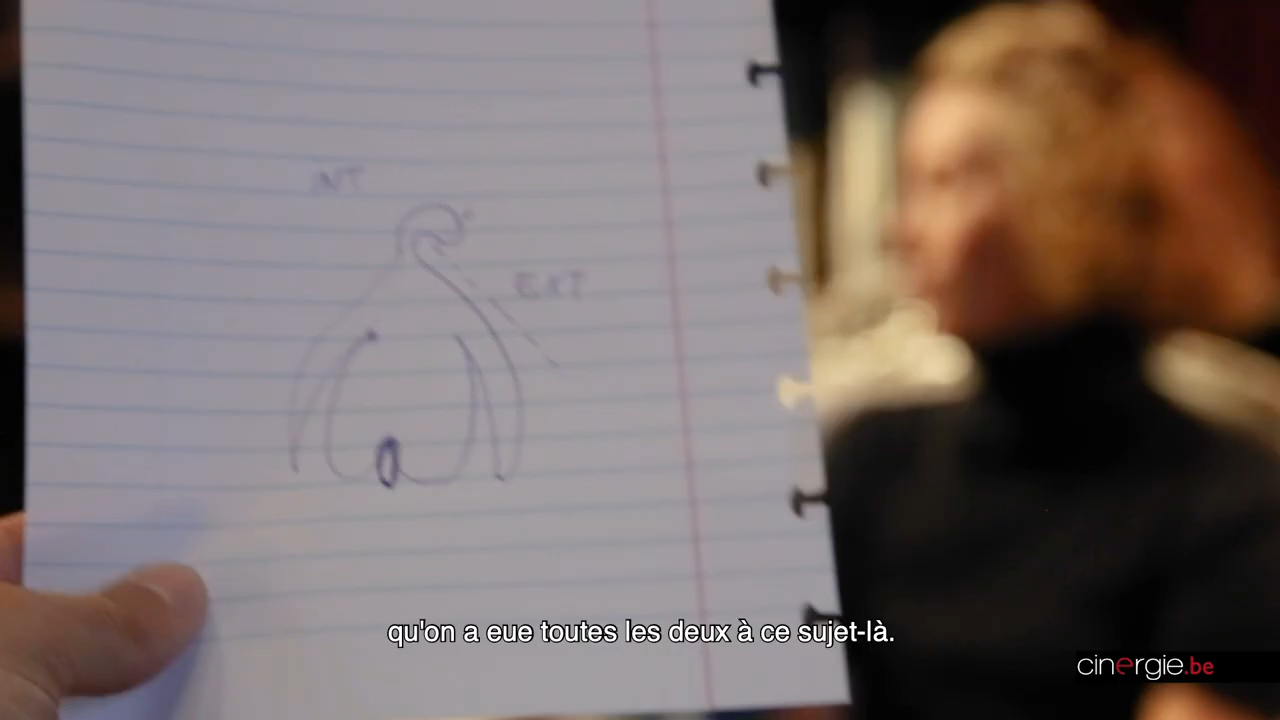 INT
EXT
qu'on a eue toutes les deux à ce sujet-là.
cinergie.be